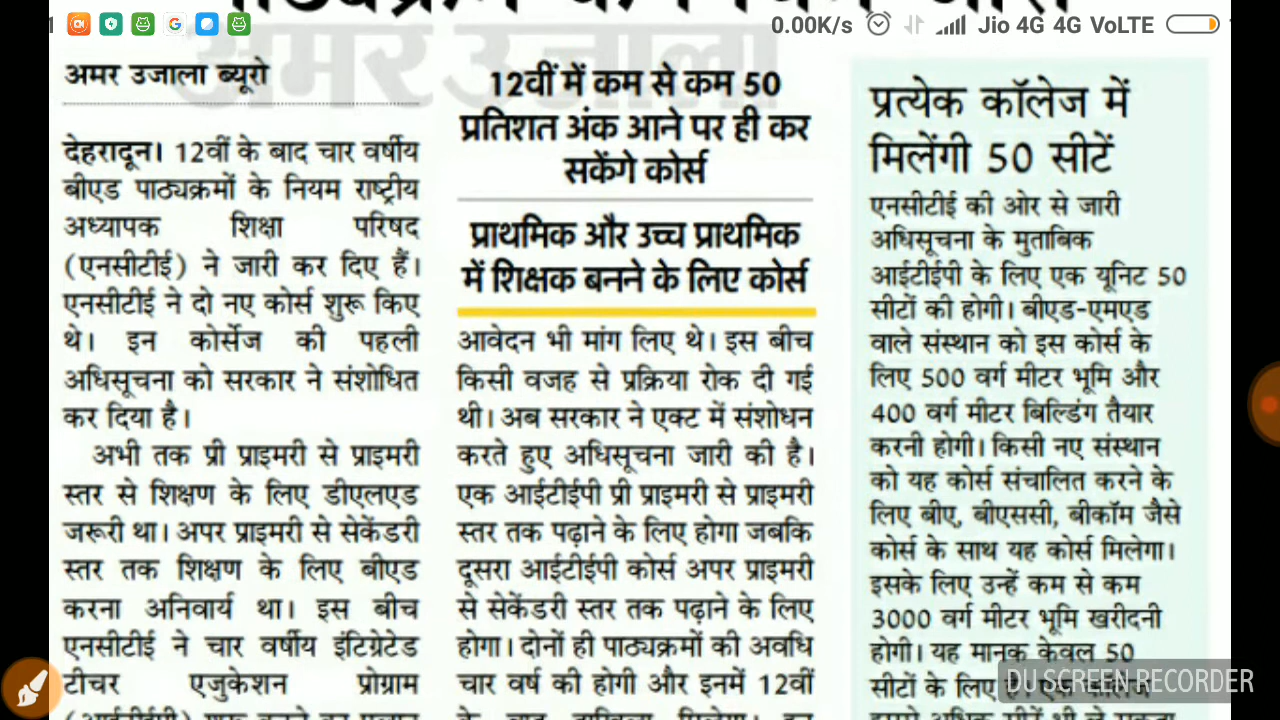 0.00K/s Jio 4G 4G VoLTE
अमर उजाला
अमर उजाला ब्यूरो
देहरादून। 12वीं के बाद चार वर्षीय
बीएड पाठ्यक्रमों के नियम राष्ट्रीय
अध्यापक शिक्षा परिषद
(एनसीटीई) ने जारी कर दिए हैं।
एनसीटीई ने दो नए कोर्स शुरू किए
थे। इन कोर्सेज की पहली
अधिसूचना को सरकार ने संशोधित
कर दिया है।
अभी तक प्री प्राइमरी से प्राइमरी
स्तर से शिक्षण के लिए डीएलएड
जरूरी था। अपर प्राइमरी से सेकेंडरी
स्तर तक शिक्षण के लिए बीएड
करना अनिवार्य था। इस बीच
एनसीटीई ने चार वर्षीय इंटिग्रेटेड
टीचर एजुकेशन प्रोग्राम
12वीं में कम से कम 50
प्रतिशत अंक आने पर ही कर
सकेंगे कोर्स
प्राथमिक और उच्च प्राथमिक
में शिक्षक बनने के लिए कोर्स
आवेदन भी मांग लिए थे। इस बीच
किसी वजह से प्रक्रिया रोक दी गई
थी। अब सरकार ने एक्ट में संशोधन
करते हुए अधिसूचना जारी की है।
एक आईटीईपी प्री प्राइमरी से प्राइमरी
स्तर तक पढ़ाने के लिए होगा जबकि
दूसरा आईटीईपी कोर्स अपर प्राइमरी
से सेकेंडरी स्तर तक पढ़ाने के लिए
होगा। दोनों ही पाठ्यक्रमों की अवधि
चार वर्ष की होगी और इनमें 12वीं
प्रत्येक कॉलेज में
मिलेंगी 50 सीटें
एनसीटीई की ओर से जारी
अधिसूचना के मुताबिक
आईटीईपी के लिए एक यूनिट 50
सीटों की होगी। बीएड-एमएड
वाले संस्थान को इस कोर्स के
लिए 500 वर्ग मीटर भूमि और
400 वर्ग मीटर बिल्डिंग तैयार
करनी होगी। किसी नए संस्थान
को यह कोर्स संचालित करने के
लिए बीए, बीएससी, बीकॉम जैसे
कोर्स के साथ यह कोर्स मिलेगा।
इसके लिए उन्हें कम से कम
3000 वर्ग मीटर भूमि खरीदनी
होगी। यह मानक केवल 50
सीटों के लिए
DU SCREEN RECORDER